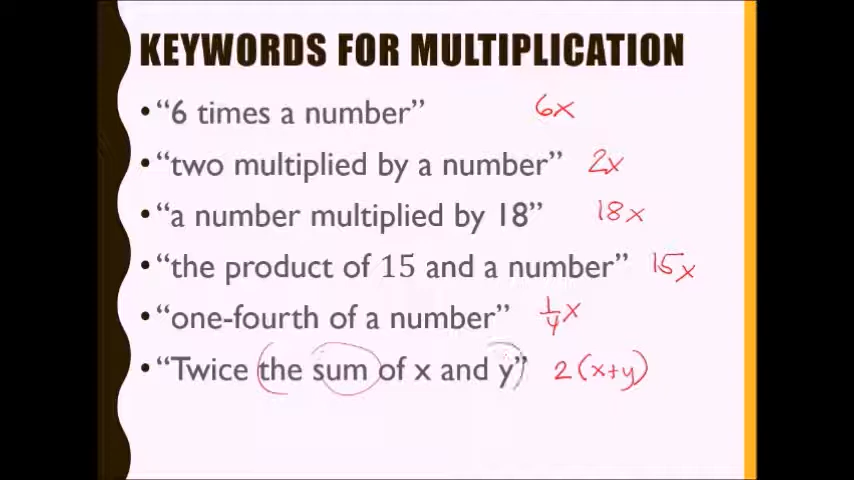 KEYWORDS FOR MULTIPLICATION
• “6 times a number” 6x
• “two multiplied by a number” 2x
• “a number multiplied by 18” 18x
• “the product of 15 and a number” 15x
• “one-fourth of a number” 1/4 x
• “Twice the sum of x and y” 2(x+y)